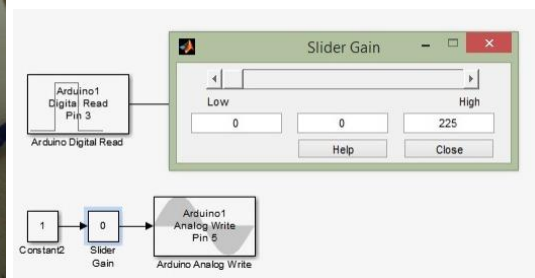 Slider Gain
Low
High
0
0
225
Help
Close
Arduino1
Digital Read
Pin 3
Arduino Digital Read
1
Constant2
0
Slider
Gain
Arduino1
Analog Write
Pin 5
Arduino Analog Write